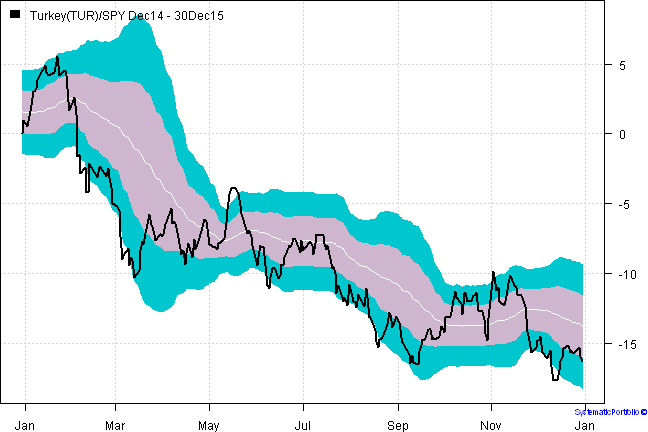 Turkey(TUR)/SPY Dec14 - 30Dec15
5
0
-5
-10
-15
Jan Mar May Jul Sep Nov Jan
SystematicPortfolio ©